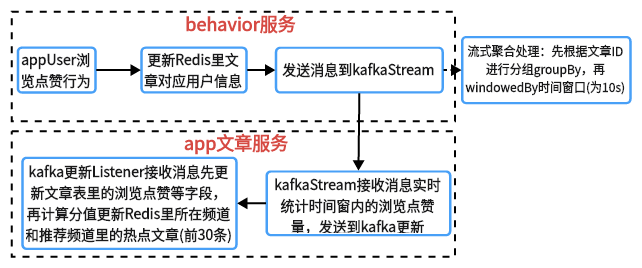 behavior服务
appUser浏
览点赞行为
更新Redis里文
章对应用户信息
发送消息到kafkaStream
流式聚合处理：先根据文章ID
进行分组groupBy，再
windowedBy时间窗口(为10s)
app文章服务
kafka更新Listener接收消息先更
新文章表里的浏览点赞等字段，
再计算分值更新Redis里所在频道
和推荐频道里的热点文章(前30条)
kafkaStream接收消息实时
统计时间窗内的浏览点赞
量，发送到kafka更新